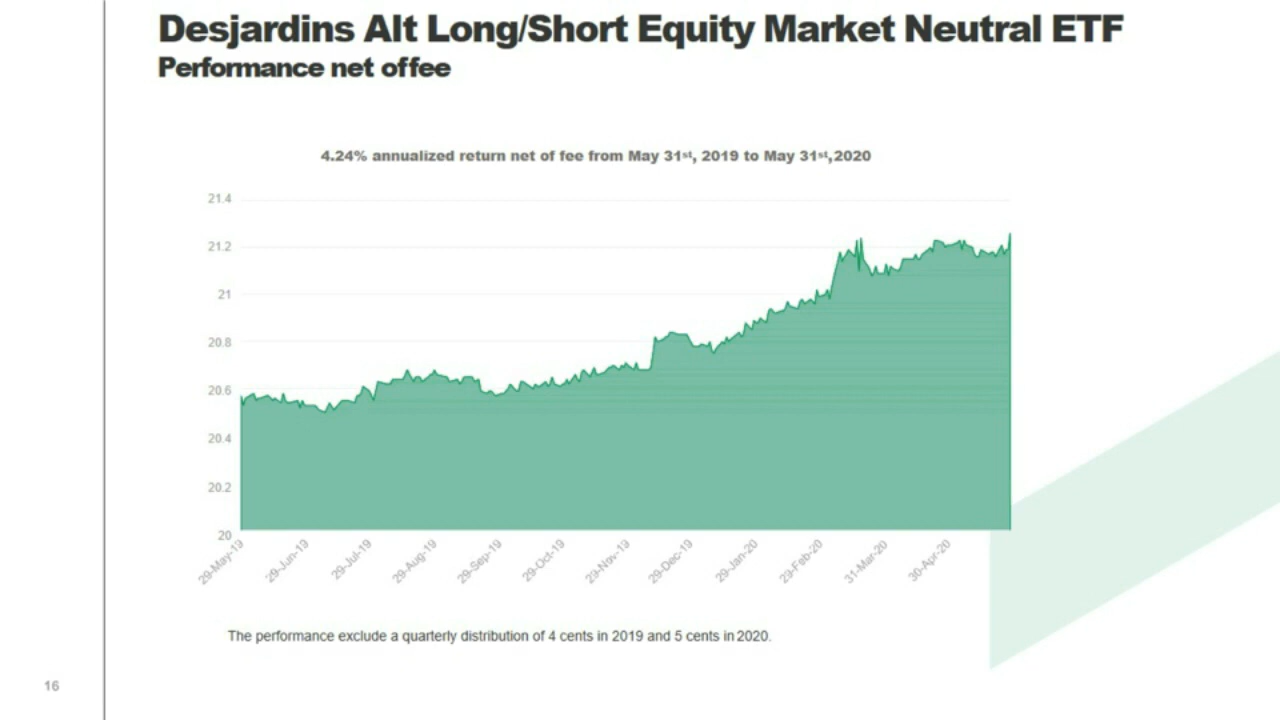 Desjardins Alt Long/Short Equity Market Neutral ETF
Performance net of fee
4.24% annualized return net of fee from May 31st, 2019 to May 31st,2020
21.4
21.2
21
20.8
20.6
20.4
20.2
20
29-May-19
29-Jun-19
29-Jul-19
29-Aug-19
29-Sep-19
29-Oct-19
29-Nov-19
29-Dec-19
29-Jan-20
29-Feb-20
31-Mar-20
30-Apr-20
The performance exclude a quarterly distribution of 4 cents in 2019 and 5 cents in 2020.
16